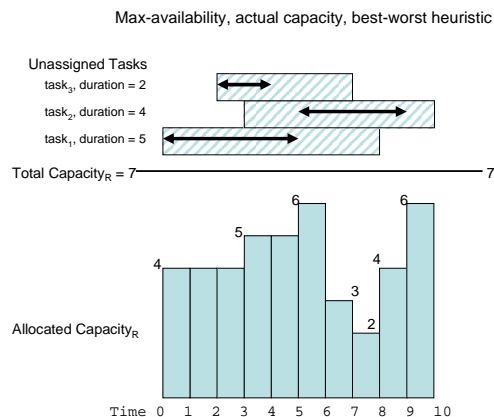 Max-availability, actual capacity, best-worst heuristic
Unassigned Tasks
task3, duration = 2
task2, duration = 4
task1, duration = 5
Total CapacityR = 7 7
6 6
5
4 4
3
2
Allocated CapacityR
Time 0 1 2 3 4 5 6 7 8 9 10